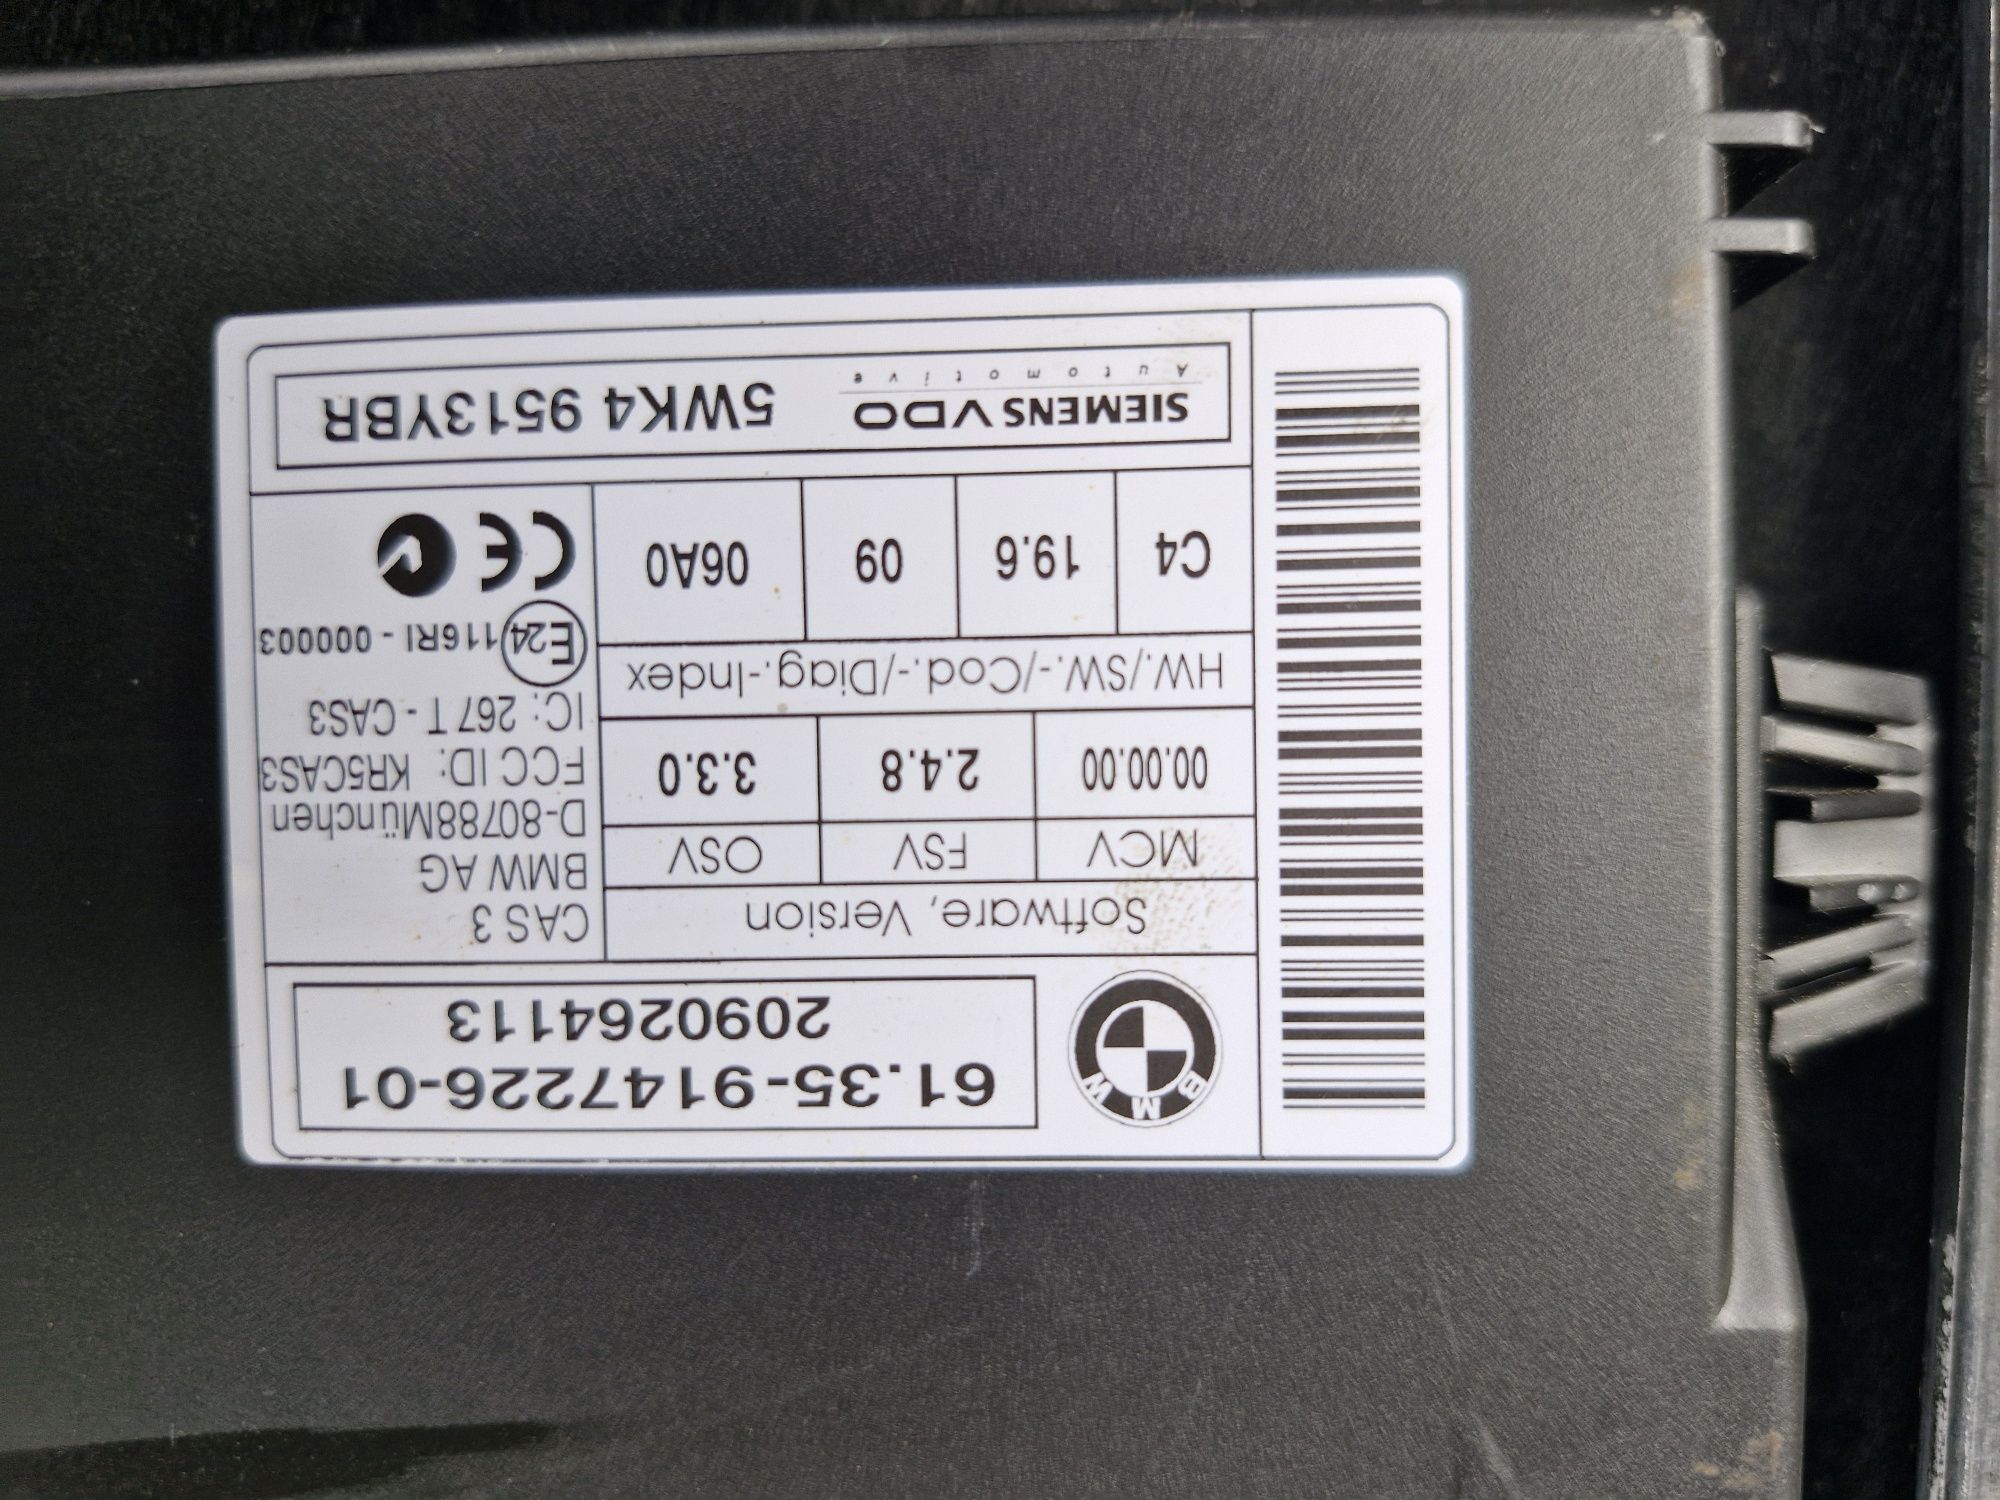 61.35-9147226-01
2090264113
B M W
Software, Version
MCV FSV OSV
00.00.00 2.4.8 3.3.0
HW./SW.-/Cod.-/Diag.-Index
C4 19.6 09 06A0
CAS 3
BMW AG
D-80788München
FCC ID: KR5CAS3
IC: 267T - CAS3
E24 116RI - 000003
CE
SIEMENS VDO
Automotive
5WK4 9513YBR